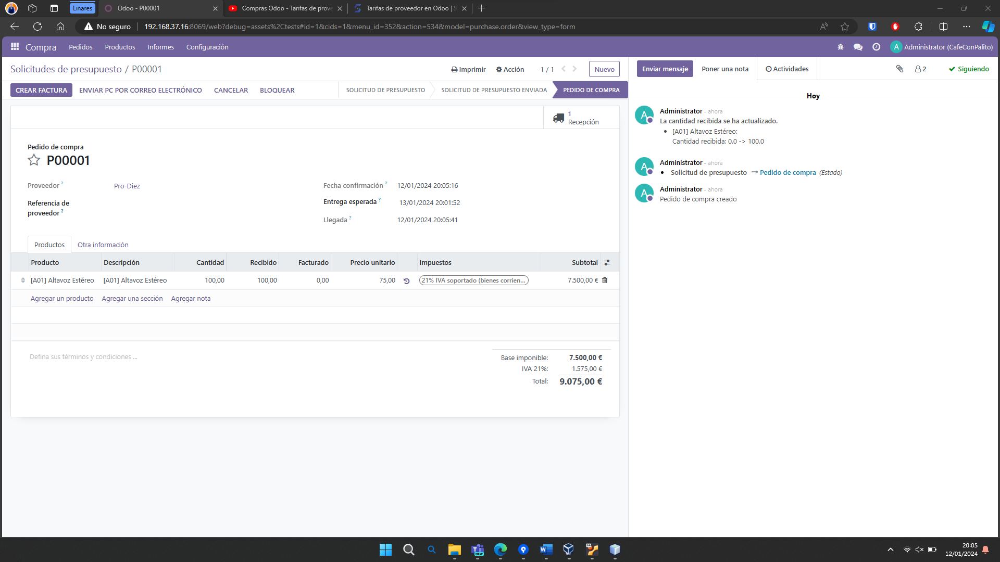 Linares
Odoo - P00001
Compras Odoo - Tarifas de prove
Tarifas de proveedor en Odoo | S
No seguro
192.168.37.16:8069/web?debug=assets%2Ctests#id=1&cids=1&menu_id=352&action=534&model=purchase.order&view_type=form
Compra Pedidos Productos Informes Configuración
A Administrator (CafeConPalito)
Solicitudes de presupuesto / P00001
Imprimir Acción 1 / 1 Nuevo
Enviar mensaje Poner una nota Actividades 2 Siguiendo
CREAR FACTURA ENVIAR PC POR CORREO ELECTRÓNICO CANCELAR BLOQUEAR
SOLICITUD DE PRESUPUESTO SOLICITUD DE PRESUPUESTO ENVIADA PEDIDO DE COMPRA
1
Recepción
Pedido de compra
P00001
Proveedor ? Pro-Diez
Referencia de
proveedor ?
Fecha confirmación ? 12/01/2024 20:05:16
Entrega esperada ? 13/01/2024 20:01:52
Llegada ? 12/01/2024 20:05:41
Productos Otra información
Producto Descripción Cantidad Recibido Facturado Precio unitario Impuestos Subtotal
[A01] Altavoz Estéreo [A01] Altavoz Estéreo 100,00 100,00 0,00 75,00 21% IVA soportado (bienes corrien... 7.500,00 €
Agregar un producto Agregar una sección Agregar nota
Defina sus términos y condiciones ...
Base imponible: 7.500,00 €
IVA 21%: 1.575,00 €
Total: 9.075,00 €
Hoy
A Administrator - ahora
La cantidad recibida se ha actualizado.
[A01] Altavoz Estéreo:
Cantidad recibida: 0.0 -> 100.0
A Administrator - ahora
Solicitud de presupuesto → Pedido de compra (Estado)
A Administrator - ahora
Pedido de compra creado
NEW
64
20:05
12/01/2024